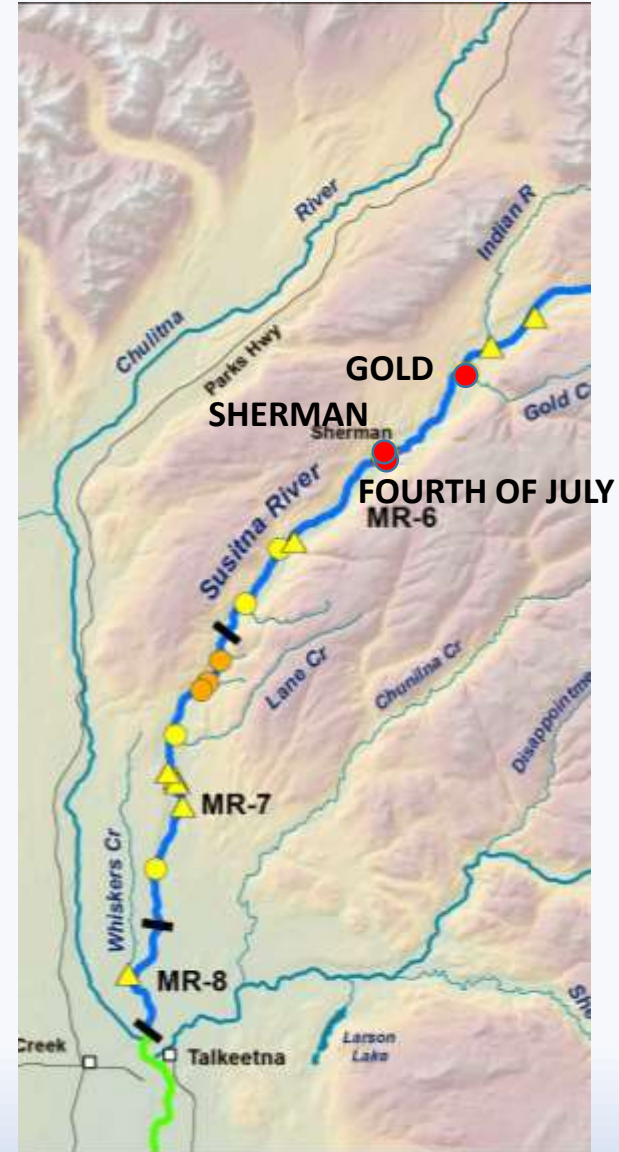 River
Indian R
Chulitna
Parks Hwy
GOLD
Gold C
SHERMAN
Sherman
FOURTH OF JULY
MR-6
Susitna River
Lane Cr
Chunilna Cr
Disappointme
MR-7
Whiskers Cr
MR-8
She
Creek
Talkeetna
Larson
Lake